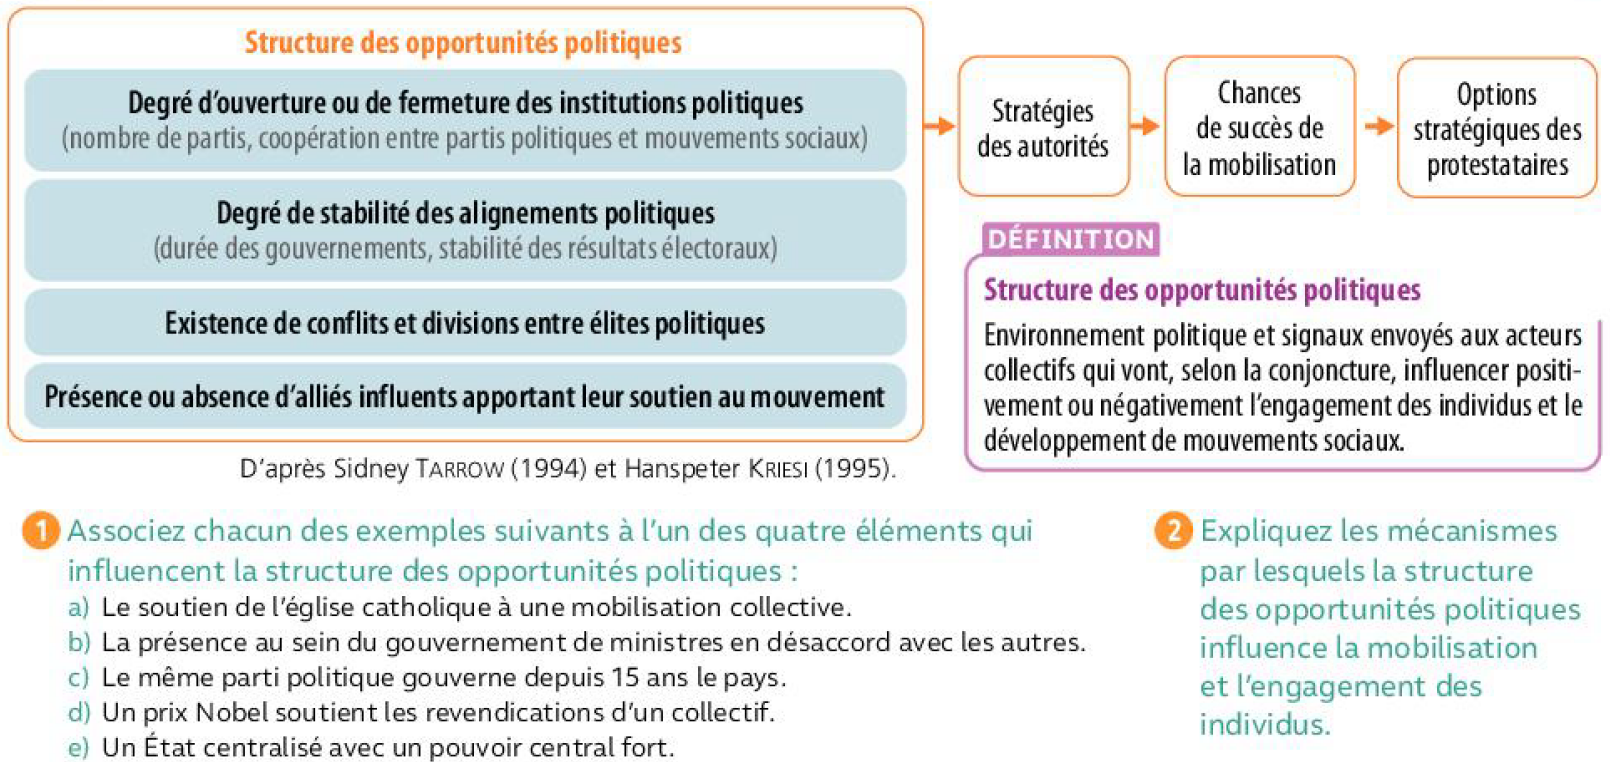 Structure des opportunités politiques
Degré d'ouverture ou de fermeture des institutions politiques
(nombre de partis, coopération entre partis politiques et mouvements sociaux)
Degré de stabilité des alignements politiques
(durée des gouvernements, stabilité des résultats électoraux)
Existence de conflits et divisions entre élites politiques
Présence ou absence d'alliés influents apportant leur soutien au mouvement
Stratégies
des autorités
Chances
de succès de
la mobilisation
Options
stratégiques des
protestataires
D'après Sidney TARROW (1994) et Hanspeter KRIESI (1995).
DÉFINITION
Structure des opportunités politiques
Environnement politique et signaux envoyés aux acteurs
collectifs qui vont, selon la conjoncture, influencer positi-
vement ou négativement l'engagement des individus et le
développement de mouvements sociaux.
1 Associez chacun des exemples suivants à l'un des quatre éléments qui
influencent la structure des opportunités politiques :
a) Le soutien de l'église catholique à une mobilisation collective.
b) La présence au sein du gouvernement de ministres en désaccord avec les autres.
c) Le même parti politique gouverne depuis 15 ans le pays.
d) Un prix Nobel soutient les revendications d'un collectif.
e) Un État centralisé avec un pouvoir central fort.
2 Expliquez les mécanismes
par lesquels la structure
des opportunités politiques
influence la mobilisation
et l'engagement des
individus.